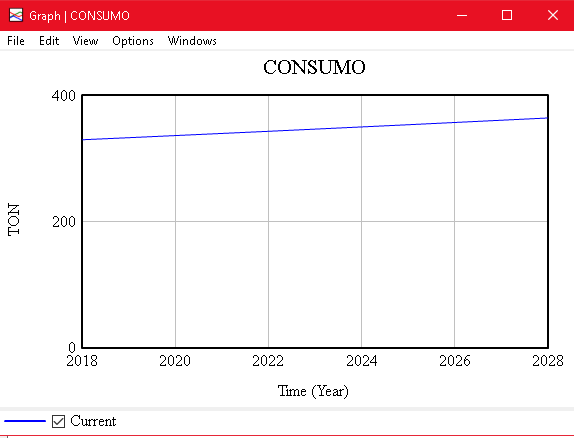 Graph | CONSUMO
File Edit View Options Windows
CONSUMO
400
200
0
TON
2018 2020 2022 2024 2026 2028
Time (Year)
Current